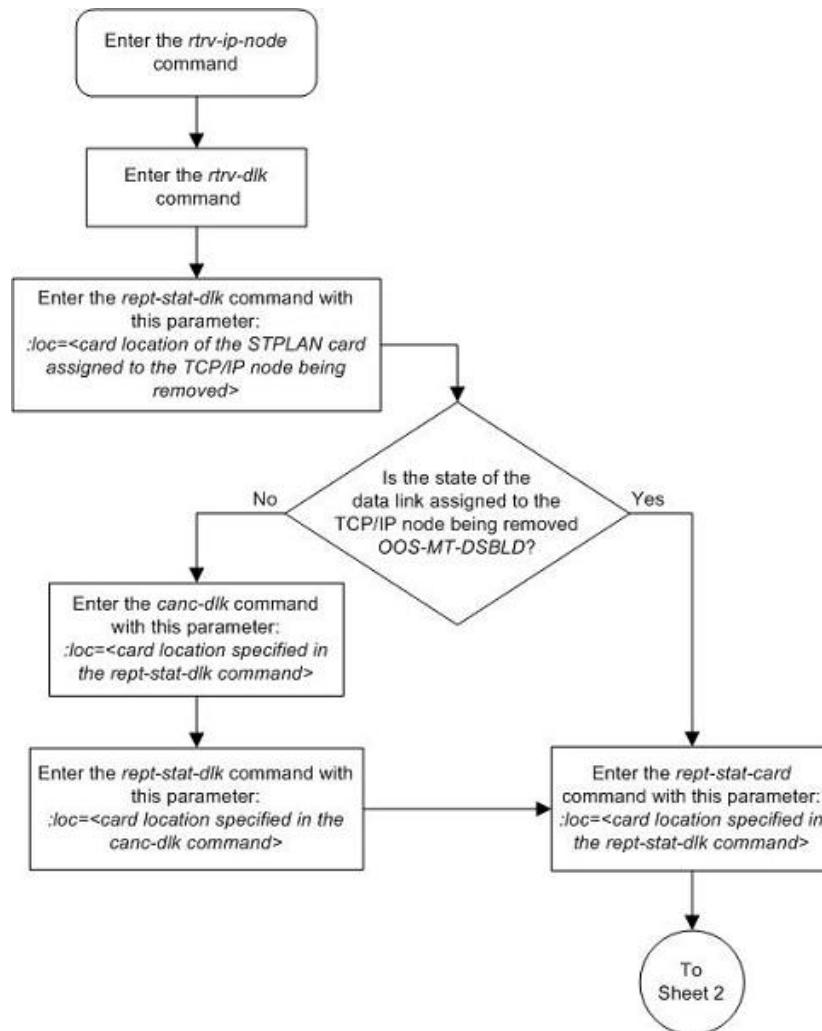 Enter the rtrv-ip-node
command
Enter the rtrv-dlk
command
Enter the rept-stat-dlk command with
this parameter:
:loc=<card location of the STPLAN card
assigned to the TCP/IP node being
removed>
Is the state of the
data link assigned to the
TCP/IP node being removed
OOS-MT-DSBLD?
No
Yes
Enter the canc-dlk command
with this parameter:
:loc=<card location specified in
the rept-stat-dlk command>
Enter the rept-stat-dlk command with
this parameter:
:loc=<card location specified in the
canc-dlk command>
Enter the rept-stat-card
command with this parameter:
:loc=<card location specified in
the rept-stat-dlk command>
To
Sheet 2